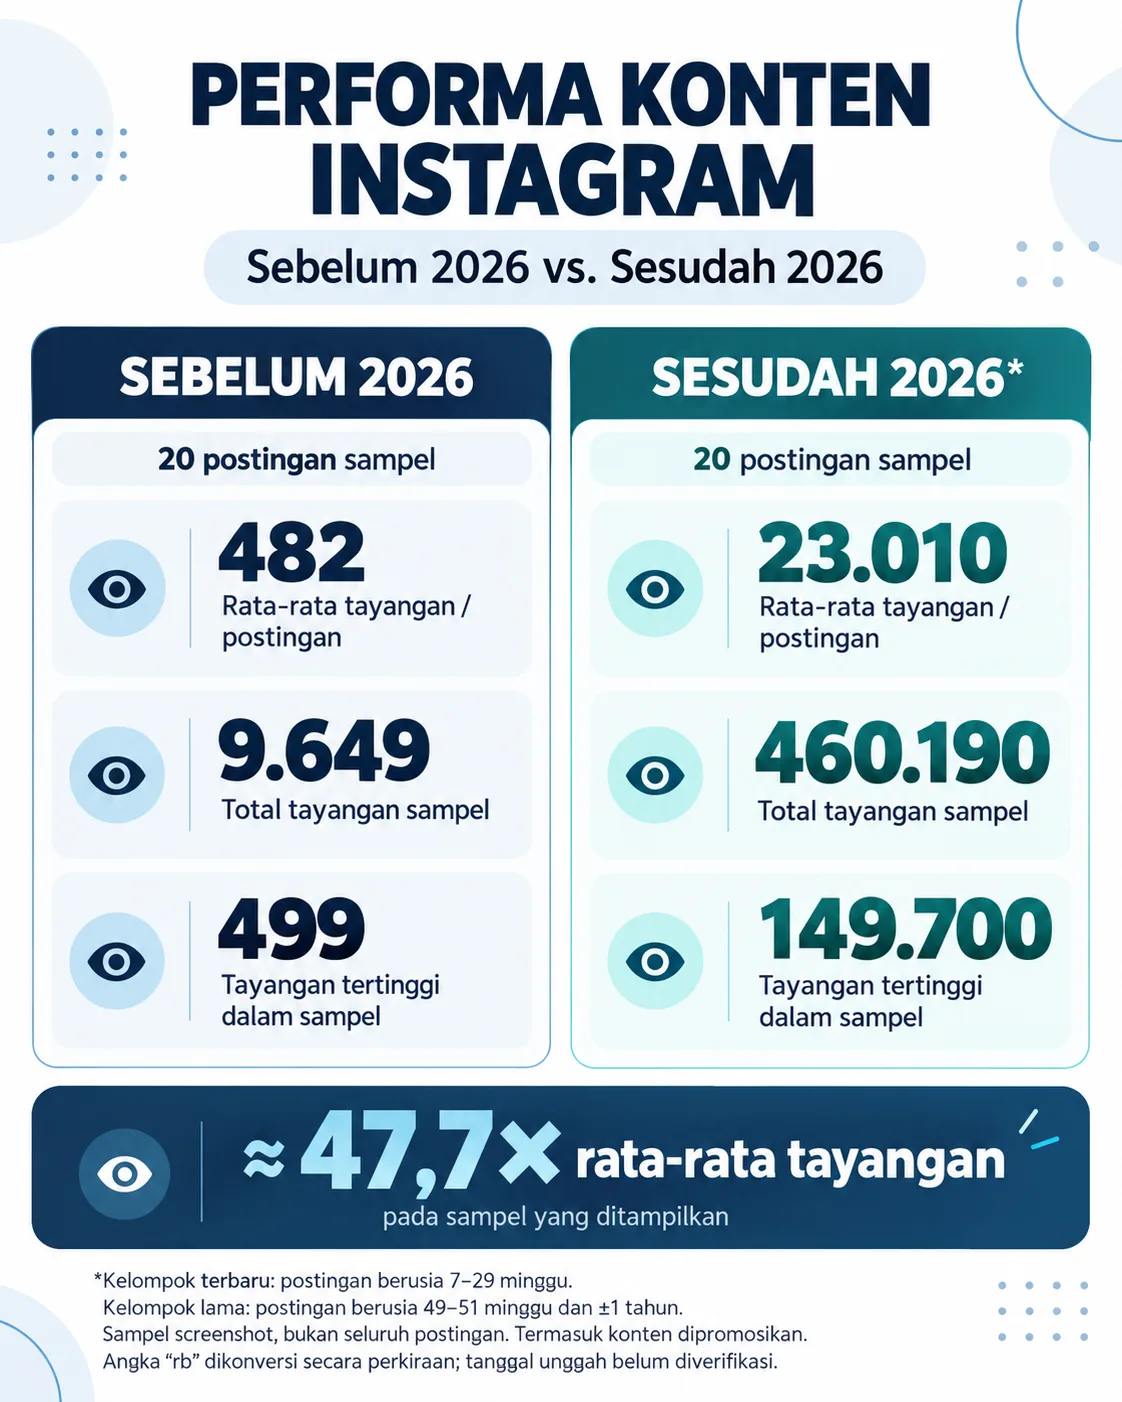 PERFORMA KONTEN
INSTAGRAM
Sebelum 2026 vs. Sesudah 2026
SEBELUM 2026
20 postingan sampel
482
Rata-rata tayangan /
postingan
9.649
Total tayangan sampel
499
Tayangan tertinggi
dalam sampel
SESUDAH 2026*
20 postingan sampel
23.010
Rata-rata tayangan /
postingan
460.190
Total tayangan sampel
149.700
Tayangan tertinggi
dalam sampel
≈ 47,7× rata-rata tayangan
pada sampel yang ditampilkan
*Kelompok terbaru: postingan berusia 7–29 minggu.
Kelompok lama: postingan berusia 49–51 minggu dan ±1 tahun.
Sampel screenshot, bukan seluruh postingan. Termasuk konten dipromosikan.
Angka “rb” dikonversi secara perkiraan; tanggal unggah belum diverifikasi.